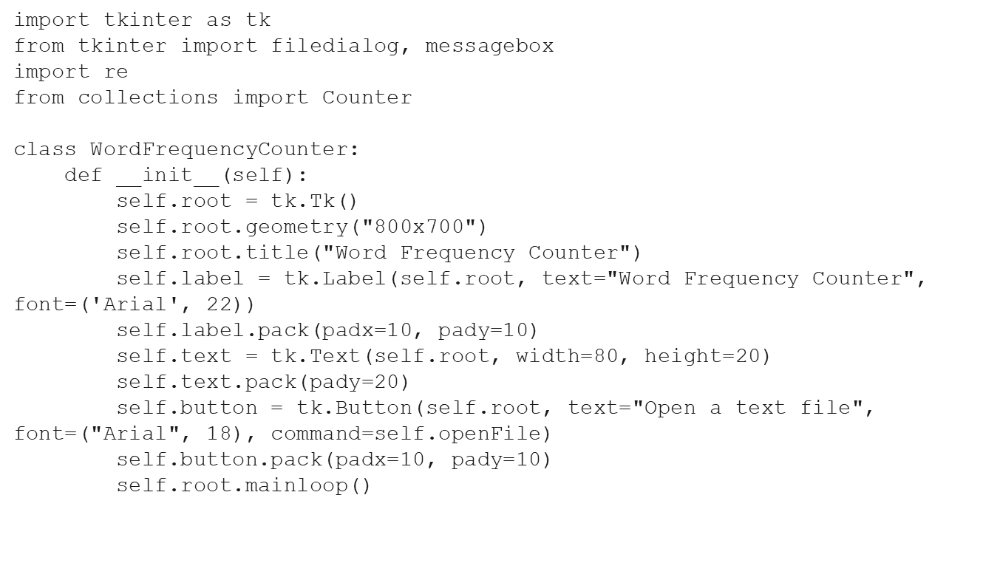 import tkinter as tk
from tkinter import filedialog, messagebox
import re
from collections import Counter

class WordFrequencyCounter:
    def __init__(self):
        self.root = tk.Tk()
        self.root.geometry("800x700")
        self.root.title("Word Frequency Counter")
        self.label = tk.Label(self.root, text="Word Frequency Counter",
font=('Arial', 22))
        self.label.pack(padx=10, pady=10)
        self.text = tk.Text(self.root, width=80, height=20)
        self.text.pack(pady=20)
        self.button = tk.Button(self.root, text="Open a text file",
font=("Arial", 18), command=self.openFile)
        self.button.pack(padx=10, pady=10)
        self.root.mainloop()